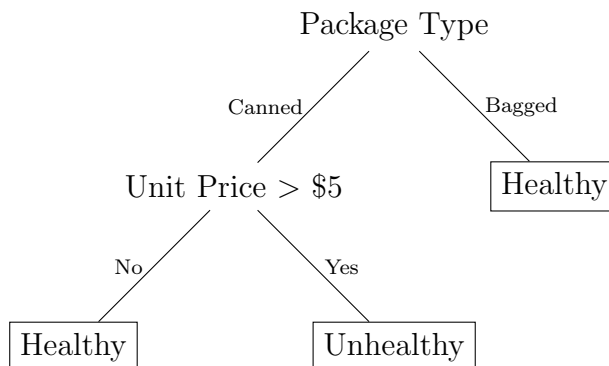 Package Type
Canned
Bagged
Unit Price > $5
Healthy
No
Yes
Healthy
Unhealthy